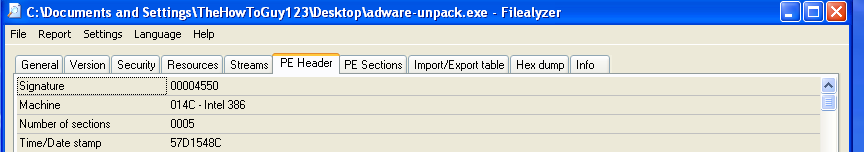 C:\Documents and Settings\TheHowToGuy123\Desktop\adware-unpack.exe - Filealyzer
File Report Settings Language Help
General Version Security Resources Streams PE Header PE Sections Import/Export table Hex dump Info
Signature 00004550
Machine 014C - Intel 386
Number of sections 0005
Time/Date stamp 57D1548C